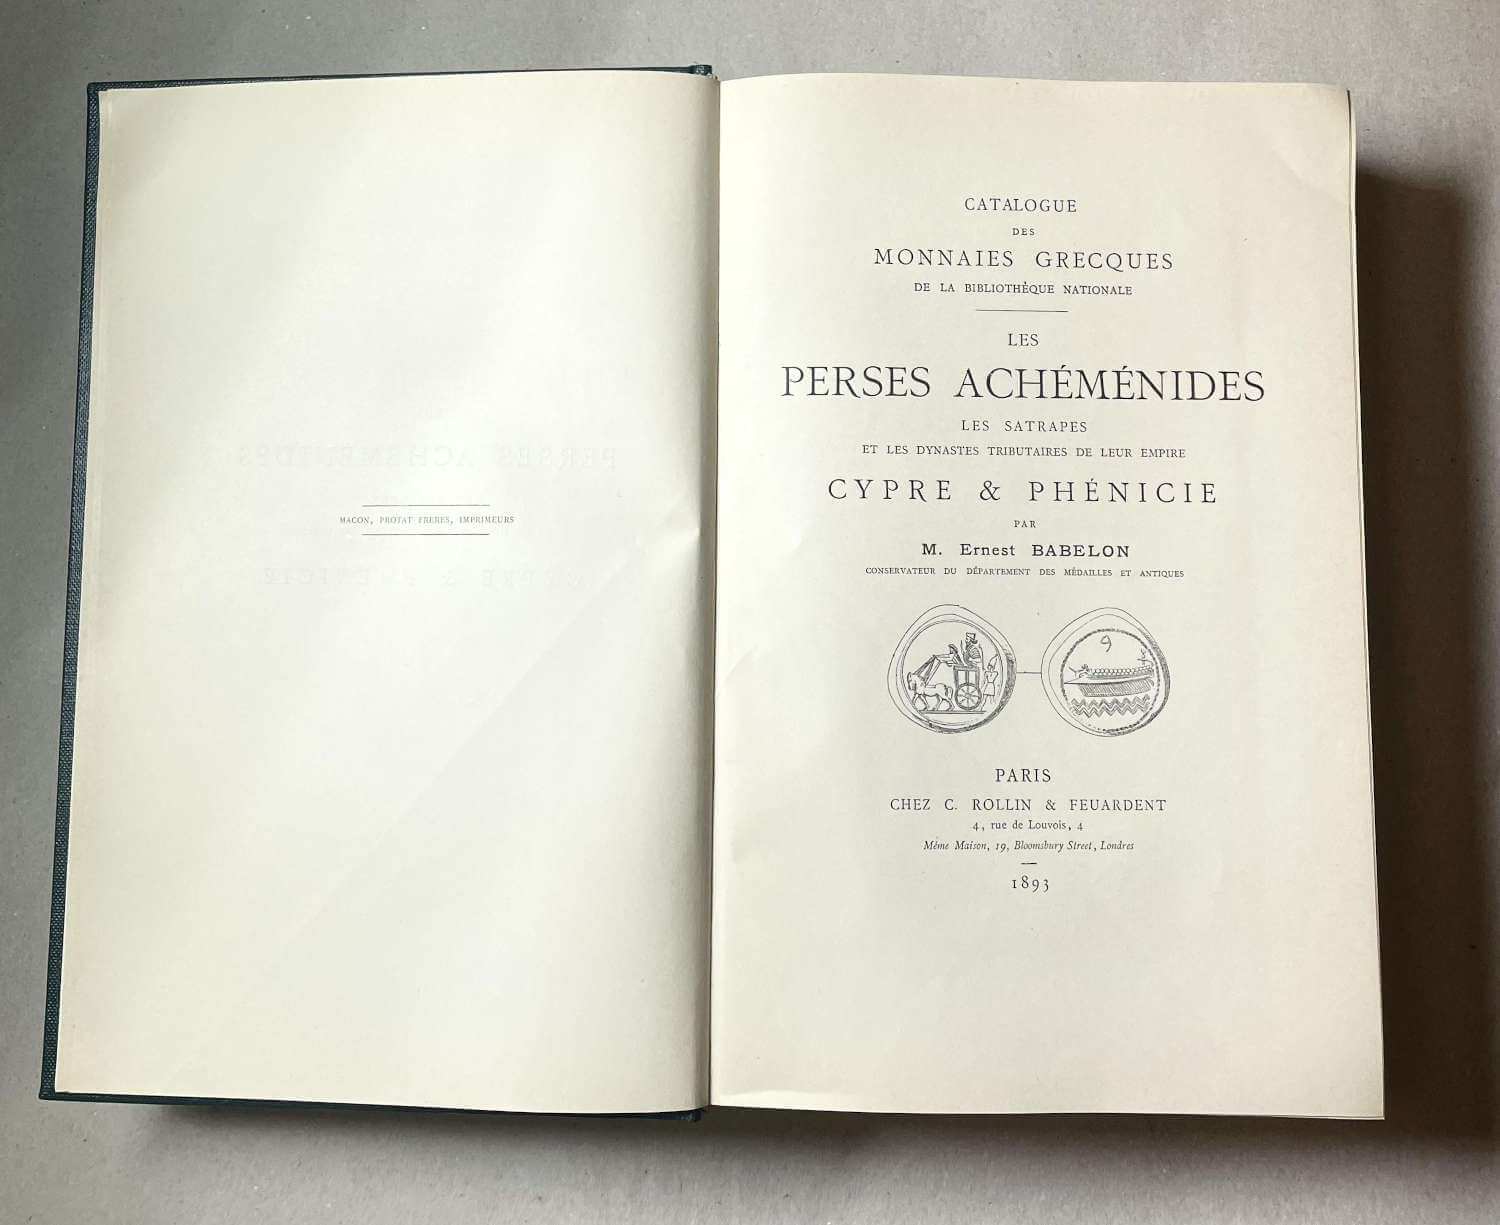 MACON, PROTAT FRERES, IMPRIMEURS
CATALOGUE
DES
MONNAIES GRECQUES
DE LA BIBLIOTHÈQUE NATIONALE
LES
PERSES ACHÉMÉNIDES
LES SATRAPES
ET LES DYNASTES TRIBUTAIRES DE LEUR EMPIRE
CYPRE & PHÉNICIE
PAR
M. Ernest BABELON
CONSERVATEUR DU DÉPARTEMENT DES MÉDAILLES ET ANTIQUES
PARIS
CHEZ C. ROLLIN & FEUARDENT
4, rue de Louvois, 4
Même Maison, 19, Bloomsbury Street, Londres
1893